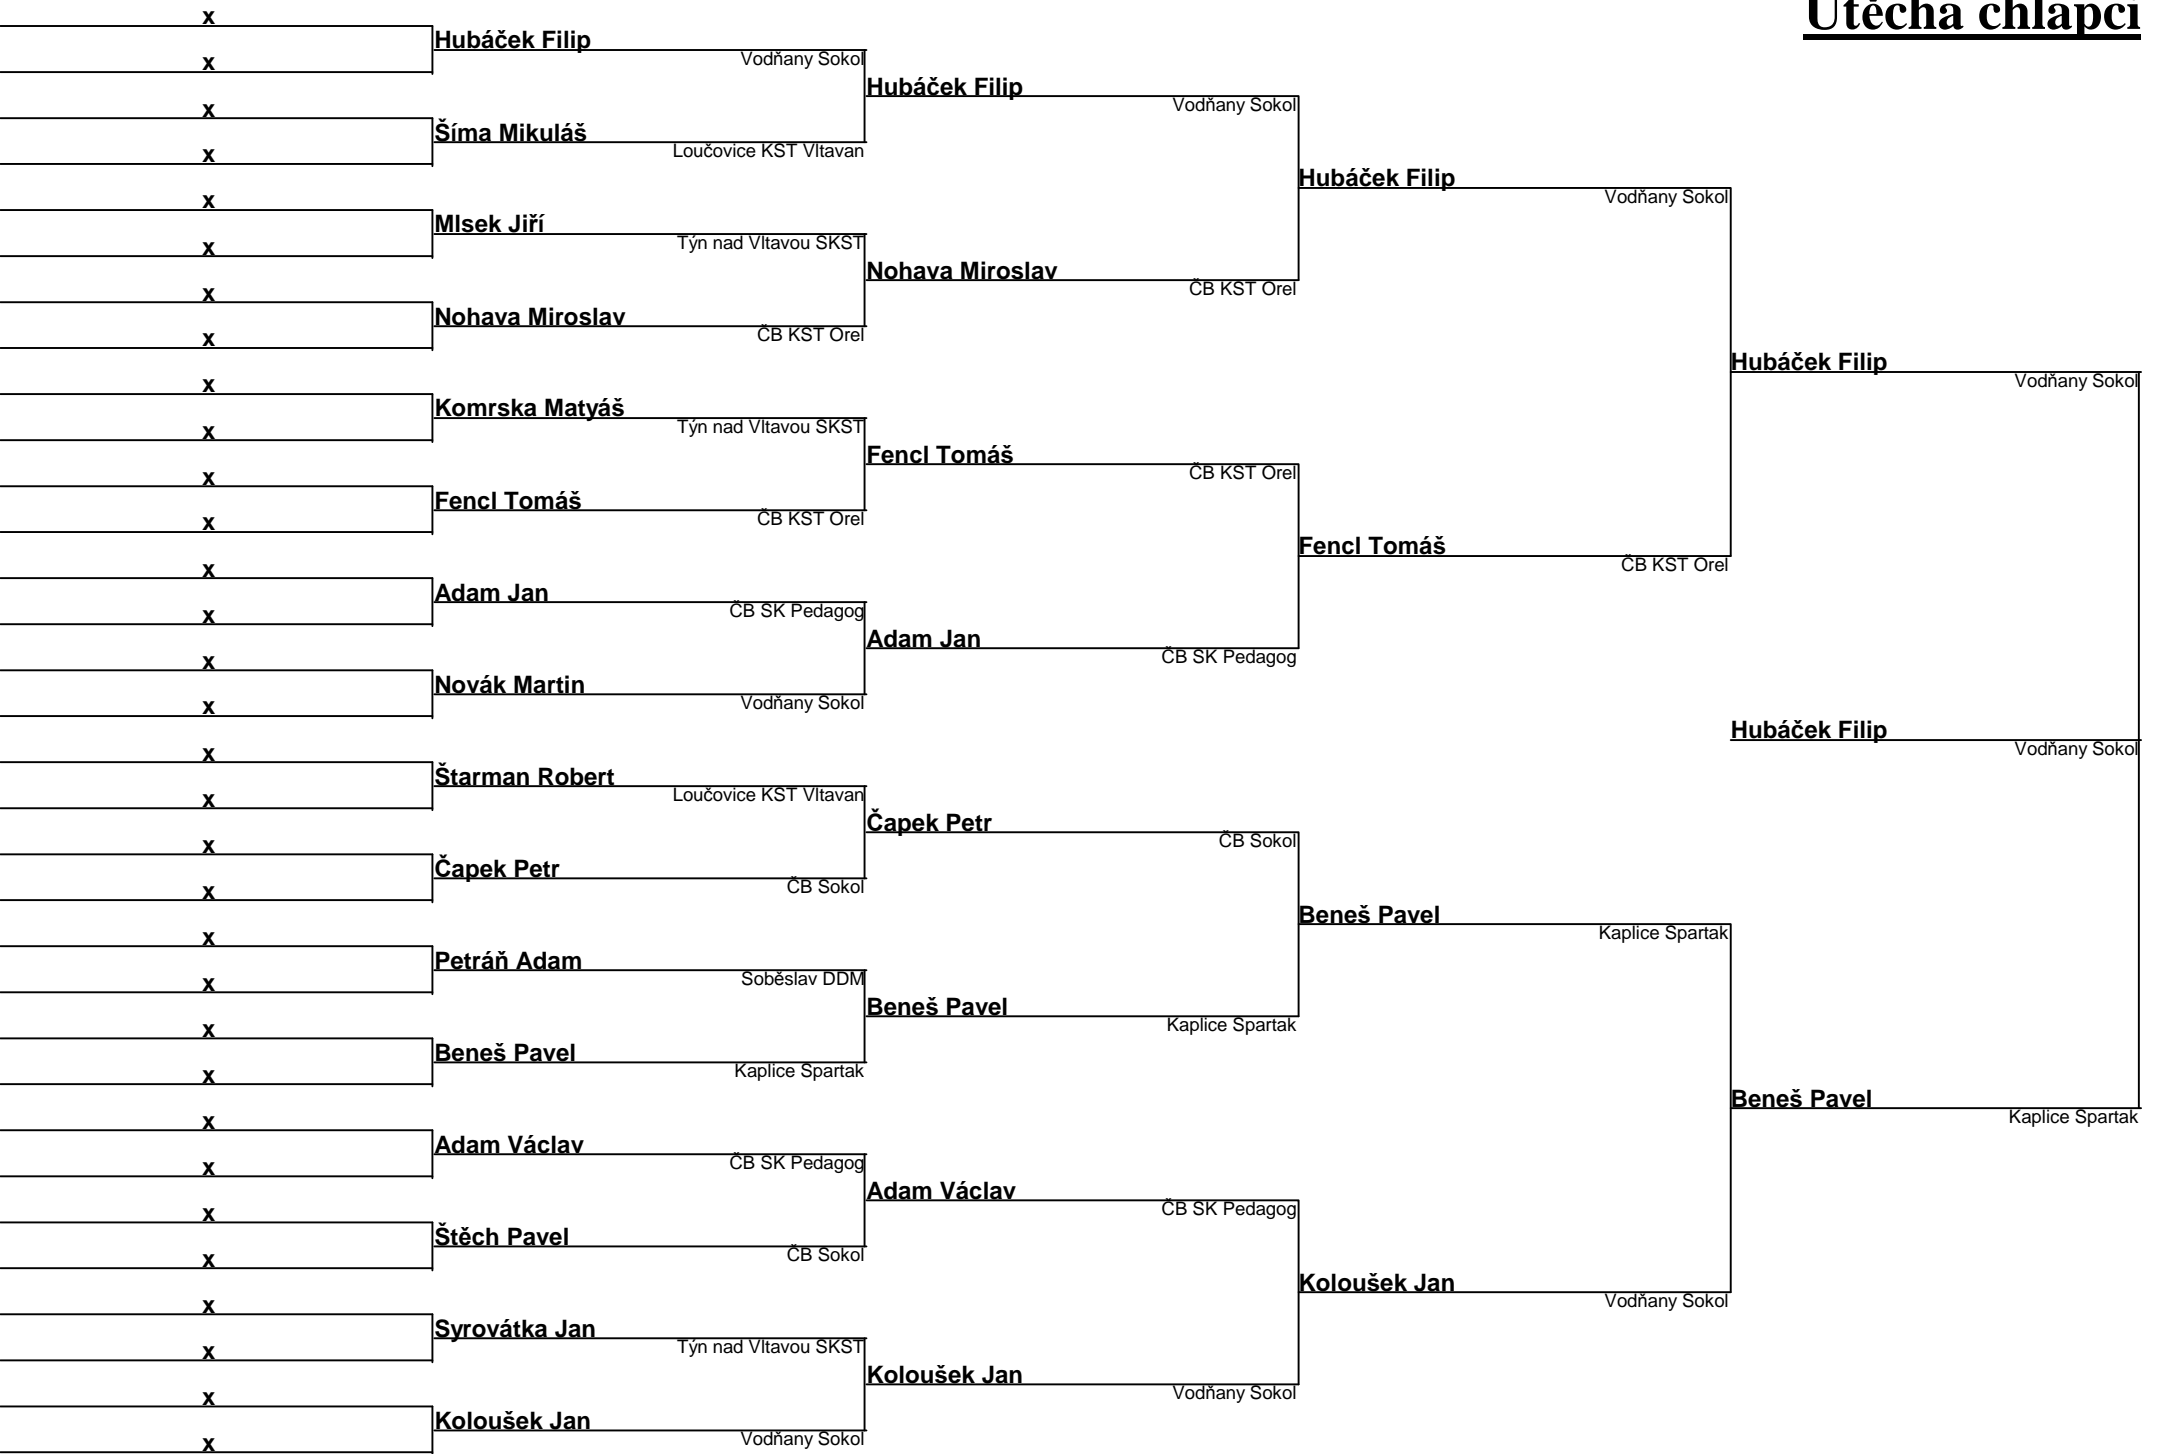 Útěcha chlapci
x
Hubáček Filip
Vodňany Sokol
x
Hubáček Filip
Vodňany Sokol
x
Šíma Mikuláš
Loučovice KST Vltavan
x
Hubáček Filip
Vodňany Sokol
x
Mlsek Jiří
Týn nad Vltavou SKST
x
Nohava Miroslav
ČB KST Orel
x
Nohava Miroslav
ČB KST Orel
x
Hubáček Filip
Vodňany Sokol
x
Komrska Matyáš
Týn nad Vltavou SKST
x
Fencl Tomáš
ČB KST Orel
x
Fencl Tomáš
ČB KST Orel
x
Fencl Tomáš
ČB KST Orel
x
Adam Jan
ČB SK Pedagog
x
Adam Jan
ČB SK Pedagog
x
Novák Martin
Vodňany Sokol
x
Hubáček Filip
Vodňany Sokol
x
Štarman Robert
Loučovice KST Vltavan
x
Čapek Petr
ČB Sokol
x
Čapek Petr
ČB Sokol
x
Beneš Pavel
Kaplice Spartak
x
Petráň Adam
Soběslav DDM
x
Beneš Pavel
Kaplice Spartak
x
Beneš Pavel
Kaplice Spartak
x
Beneš Pavel
Kaplice Spartak
x
Adam Václav
ČB SK Pedagog
x
Adam Václav
ČB SK Pedagog
x
Štěch Pavel
ČB Sokol
x
Koloušek Jan
Vodňany Sokol
x
Syrovátka Jan
Týn nad Vltavou SKST
x
Koloušek Jan
Vodňany Sokol
x
Koloušek Jan
Vodňany Sokol
x